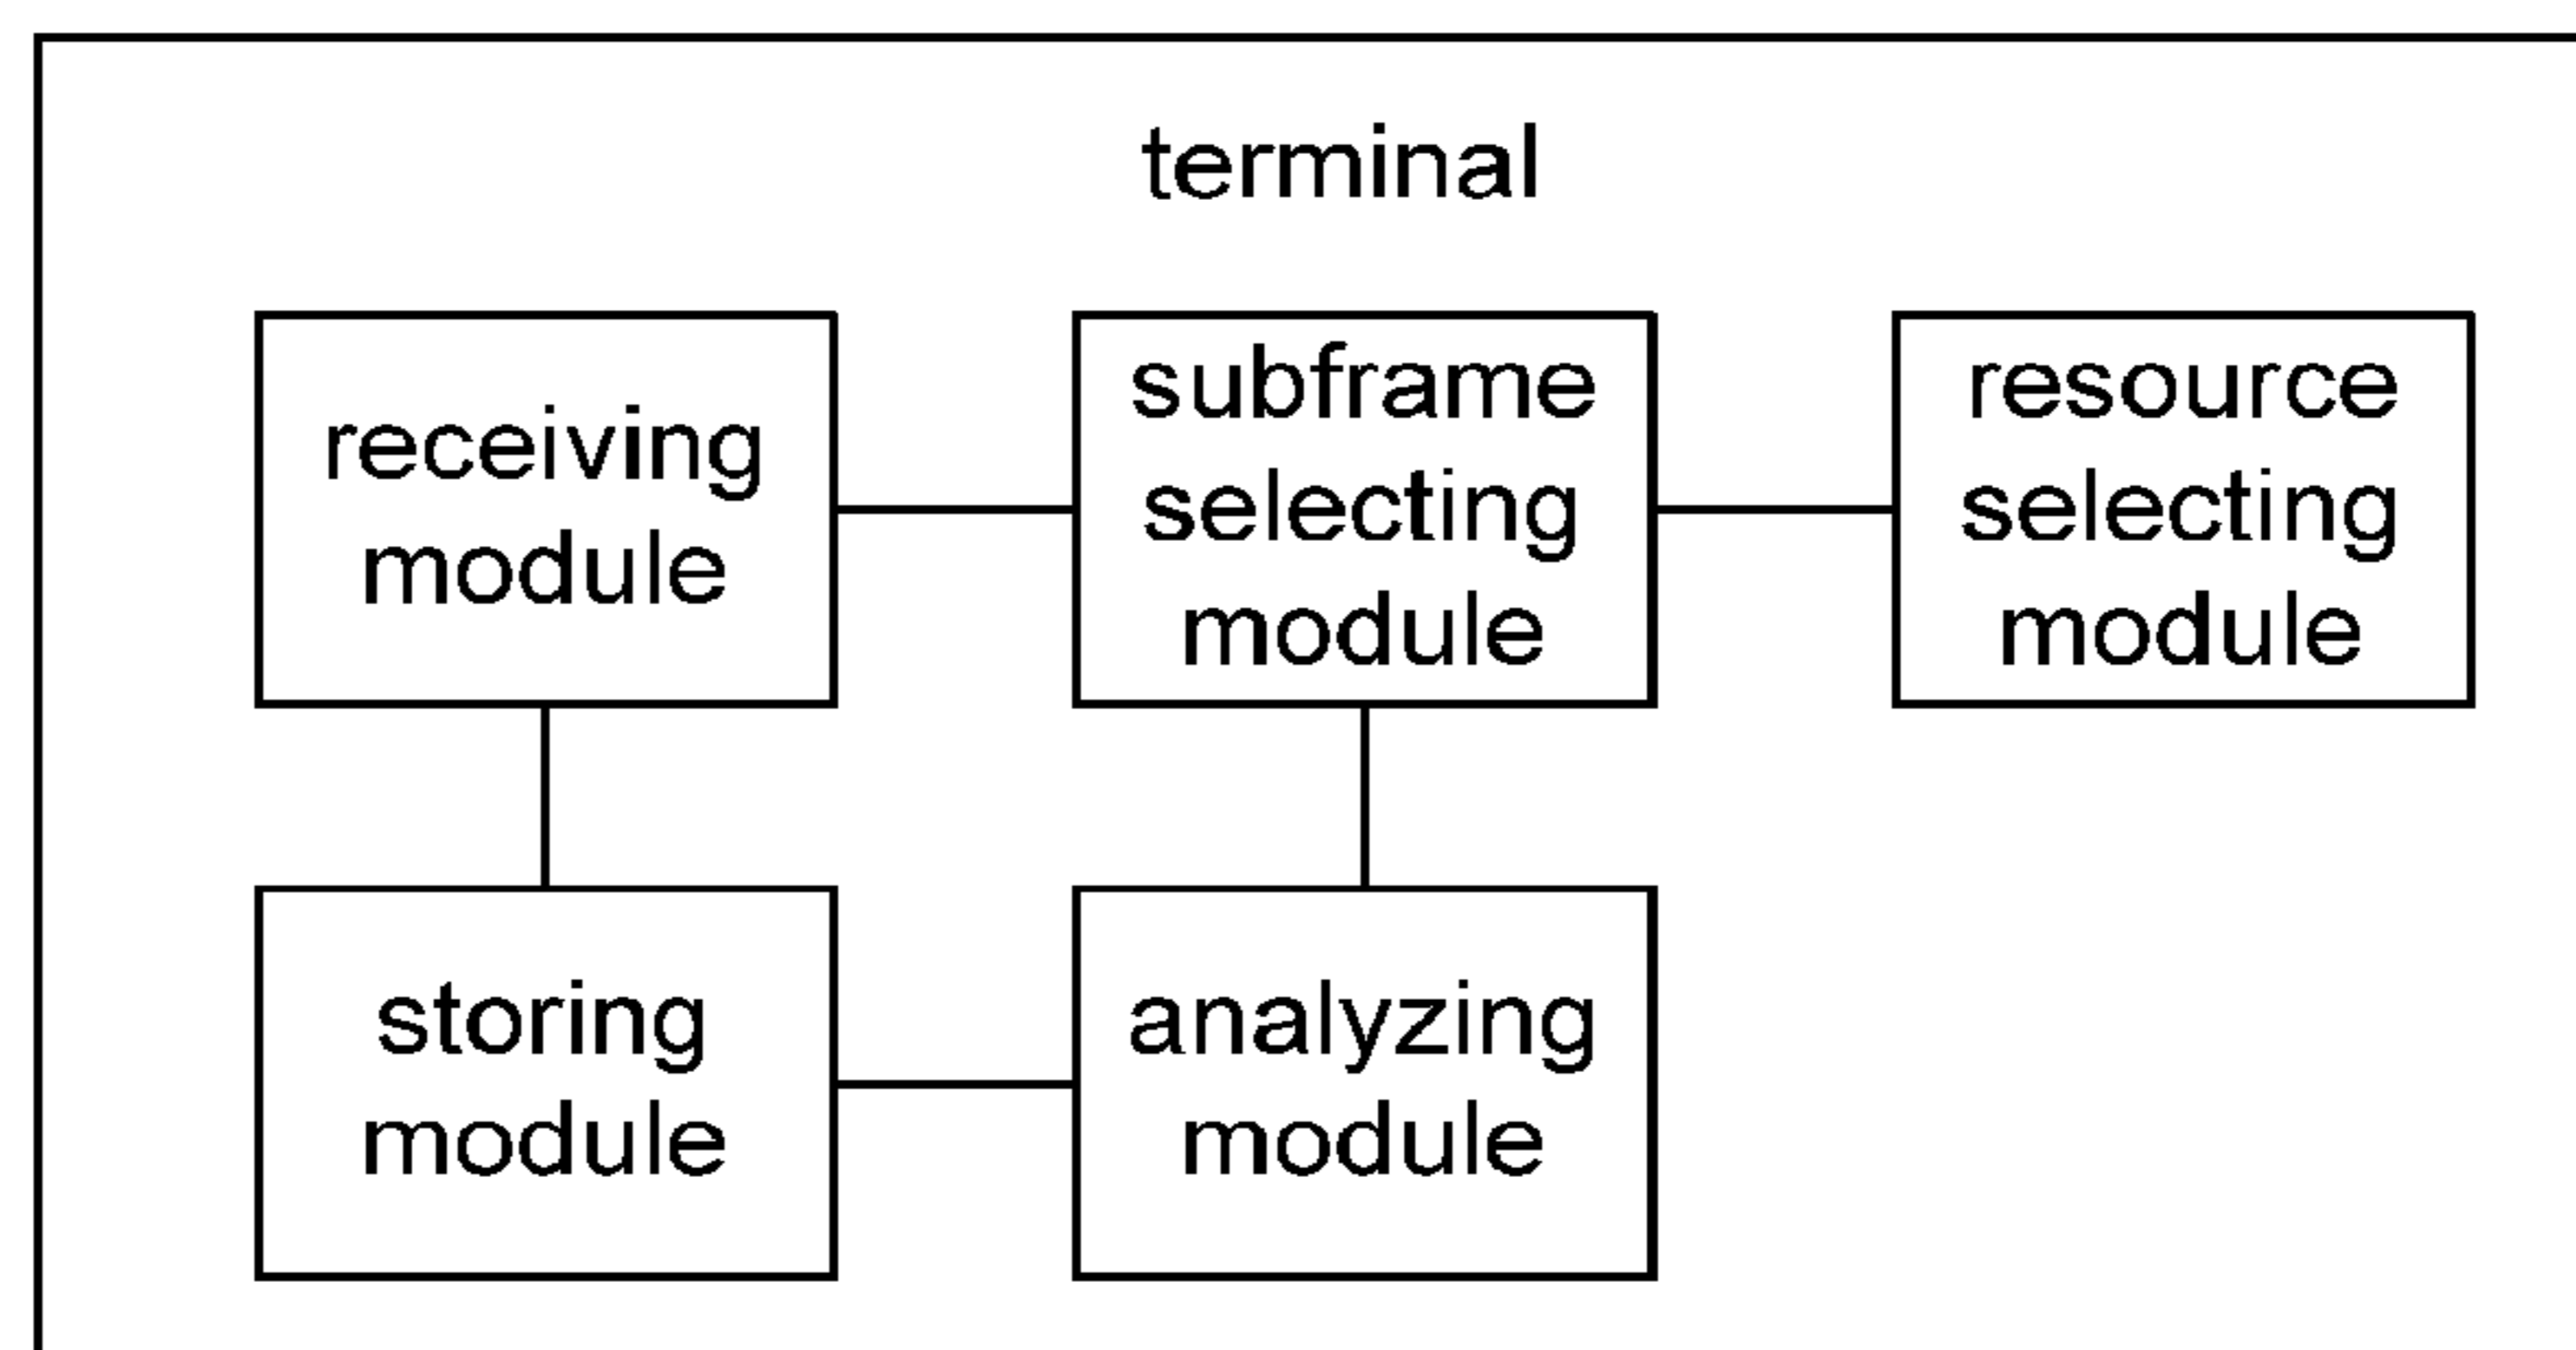 terminal
receiving
module
subframe
selecting
module
resource
selecting
module
storing
module
analyzing
module